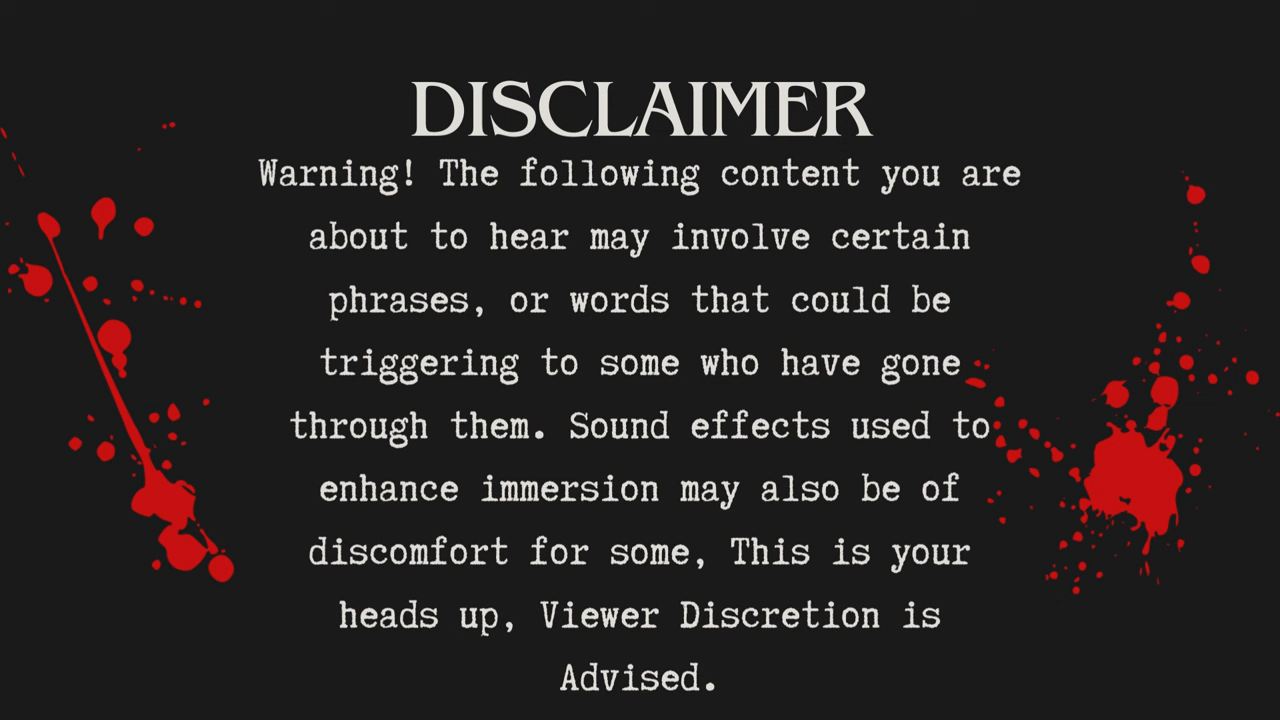 DISCLAIMER
Warning! The following content you are
about to hear may involve certain
phrases, or words that could be
triggering to some who have gone
through them. Sound effects used to
enhance immersion may also be of
discomfort for some, This is your
heads up, Viewer Discretion is
Advised.